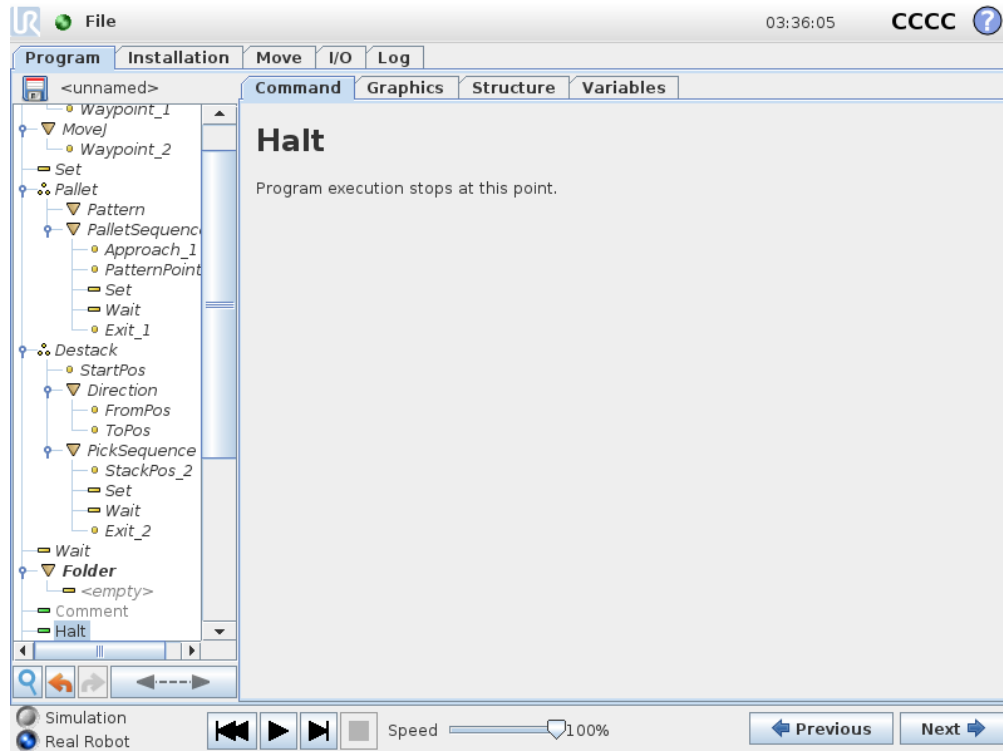 UR File 03:36:05 CCCC ?
Program Installation Move I/O Log
<unnamed> Command Graphics Structure Variables
Waypoint_1
MoveJ
Waypoint_2
Set
Pallet
Pattern
PalletSequenc
Approach_1
PatternPoint
Set
Wait
Exit_1
Destack
StartPos
Direction
FromPos
ToPos
PickSequence
StackPos_2
Set
Wait
Exit_2
Wait
Folder
<empty>
Comment
Halt
Halt
Program execution stops at this point.
Simulation
Real Robot
Speed 100%
Previous Next